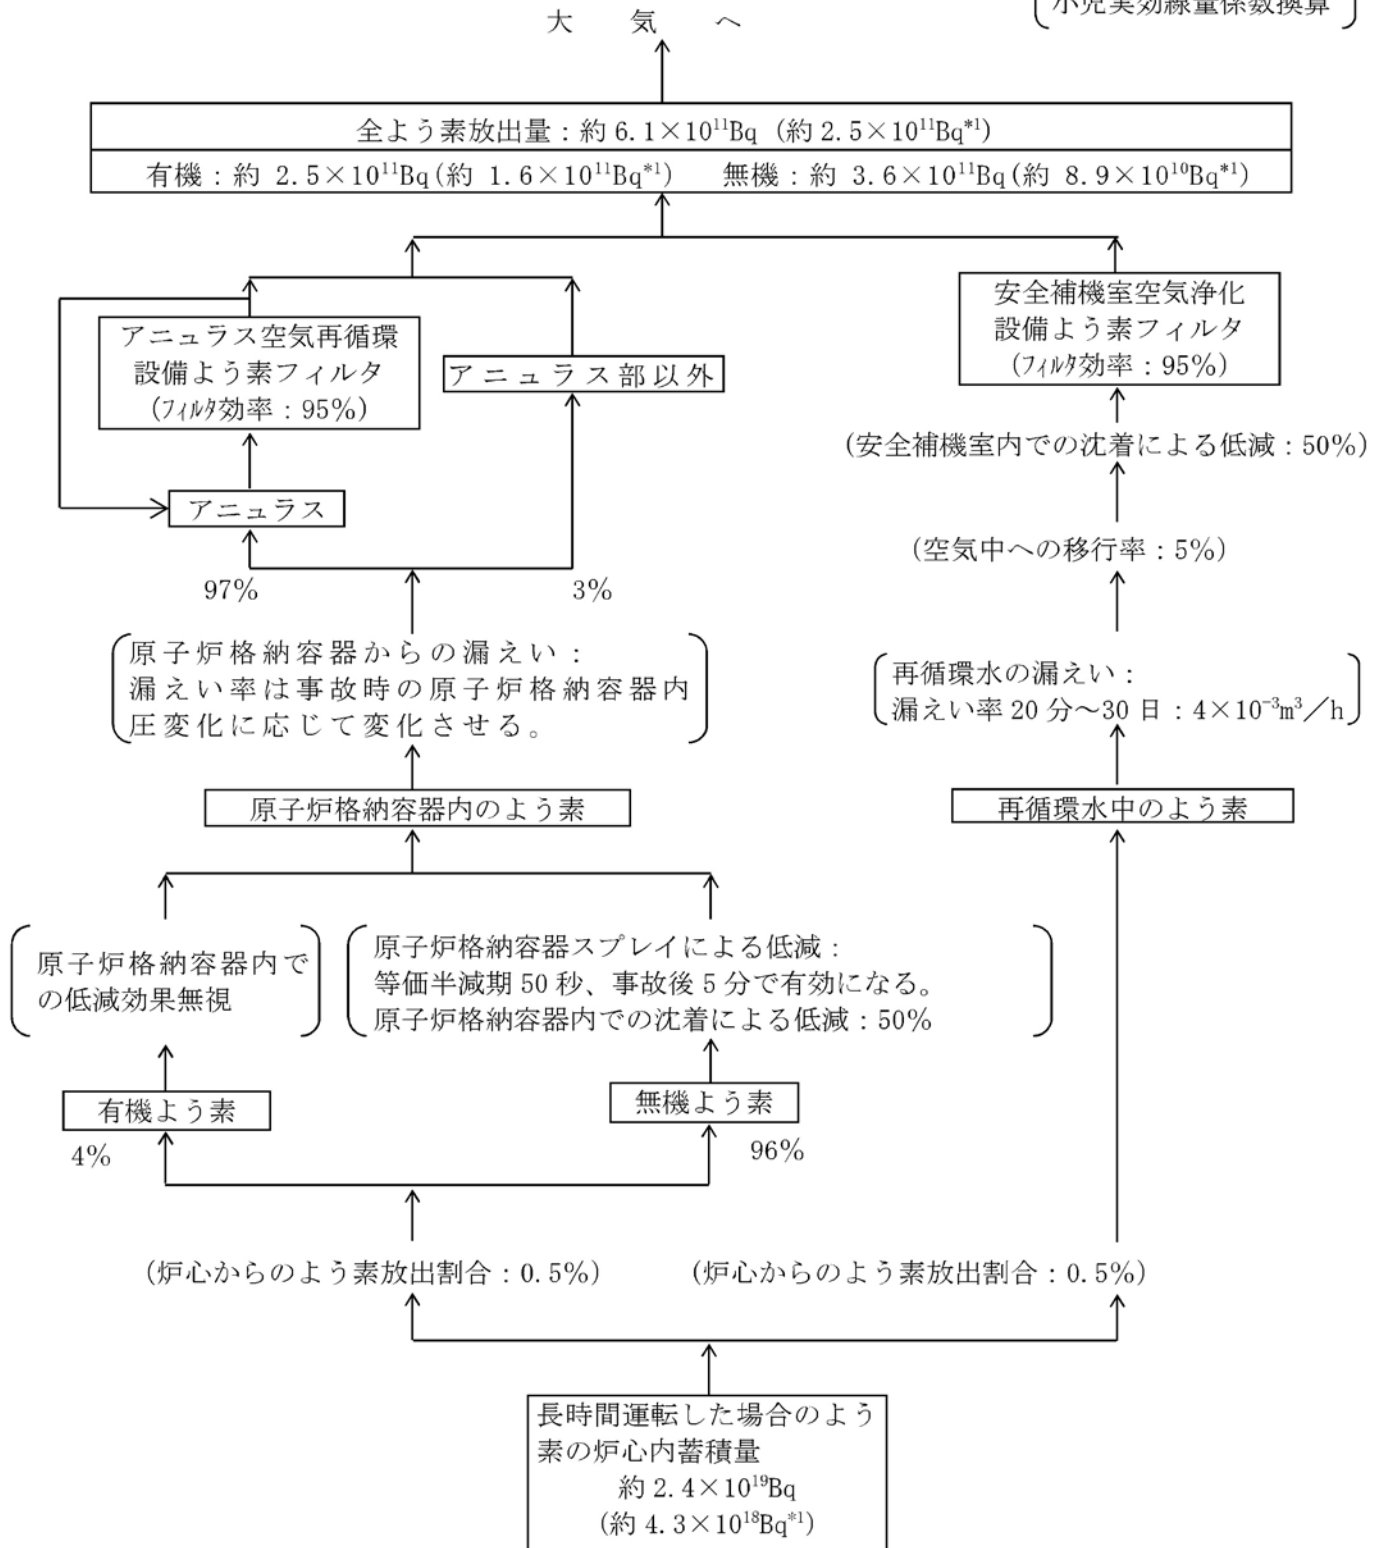 小児実効線量係数換算
大 気 へ
全よう素放出量：約 6.1×10¹¹Bq (約 2.5×10¹¹Bq*¹)
有機：約 2.5×10¹¹Bq(約 1.6×10¹¹Bq*¹) 無機：約 3.6×10¹¹Bq(約 8.9×10¹⁰Bq*¹)
アニュラス空気再循環
設備よう素フィルタ
(ﾌｨﾙﾀ効率：95%)
アニュラス部以外
安全補機室空気浄化
設備よう素フィルタ
(ﾌｨﾙﾀ効率：95%)
(安全補機室内での沈着による低減：50%)
アニュラス
(空気中への移行率：5%)
97%
3%
原子炉格納容器からの漏えい：
漏えい率は事故時の原子炉格納容器内
圧変化に応じて変化させる。
再循環水の漏えい：
漏えい率 20 分～30 日：4×10⁻³m³／h
原子炉格納容器内のよう素
再循環水中のよう素
原子炉格納容器内で
の低減効果無視
原子炉格納容器スプレイによる低減：
等価半減期 50 秒、事故後 5 分で有効になる。
原子炉格納容器内での沈着による低減：50%
有機よう素
無機よう素
4%
96%
(炉心からのよう素放出割合：0.5%)
(炉心からのよう素放出割合：0.5%)
長時間運転した場合のよう
素の炉心内蓄積量
約 2.4×10¹⁹Bq
(約 4.3×10¹⁸Bq*¹)